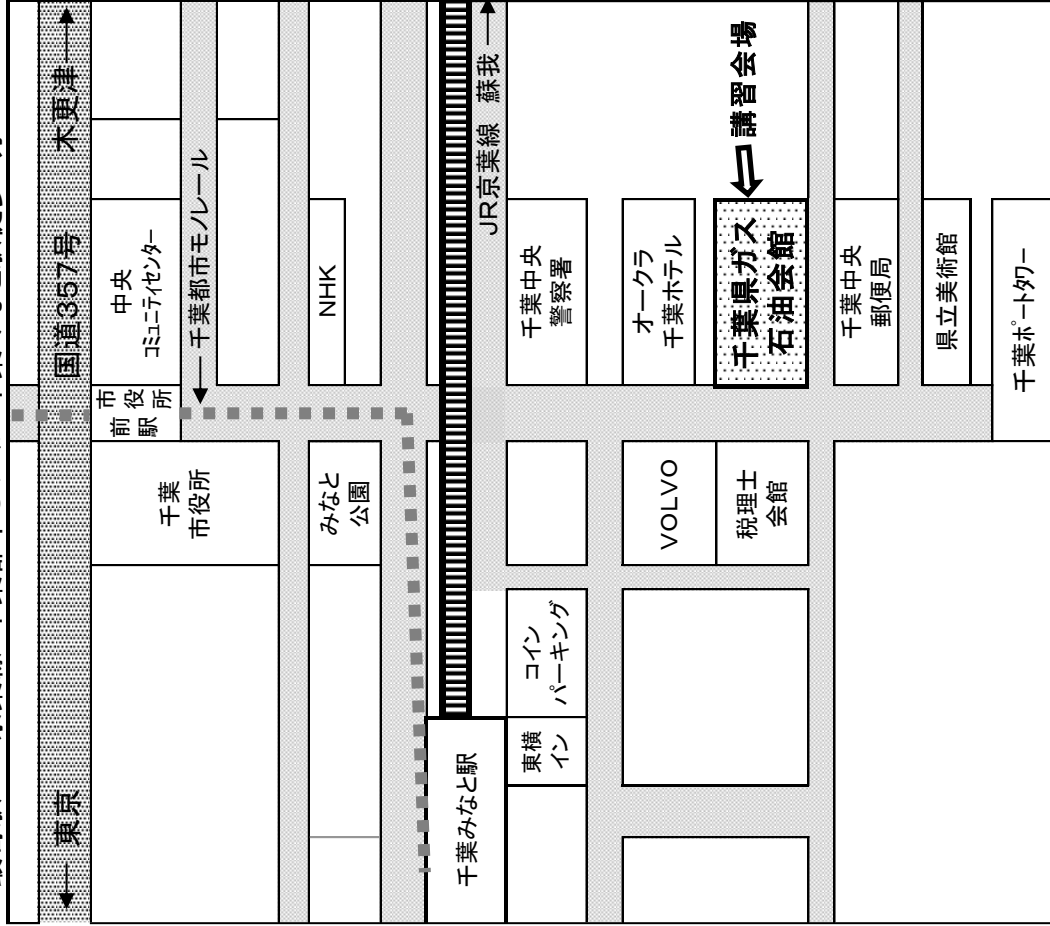 ← 東京
国道357号
木更津 →
千葉
市役所
市役所
前駅
中央
コミュニティセンター
← 千葉都市モノレール
みなと
公園
NHK
千葉みなと駅
JR京葉線 蘇我 →
東横
イン
コイン
パーキング
千葉中央
警察署
VOLVO
オークラ
千葉ホテル
税理士
会館
千葉県ガス
石油会館
講習会場
千葉中央
郵便局
県立美術館
千葉ポートタワー